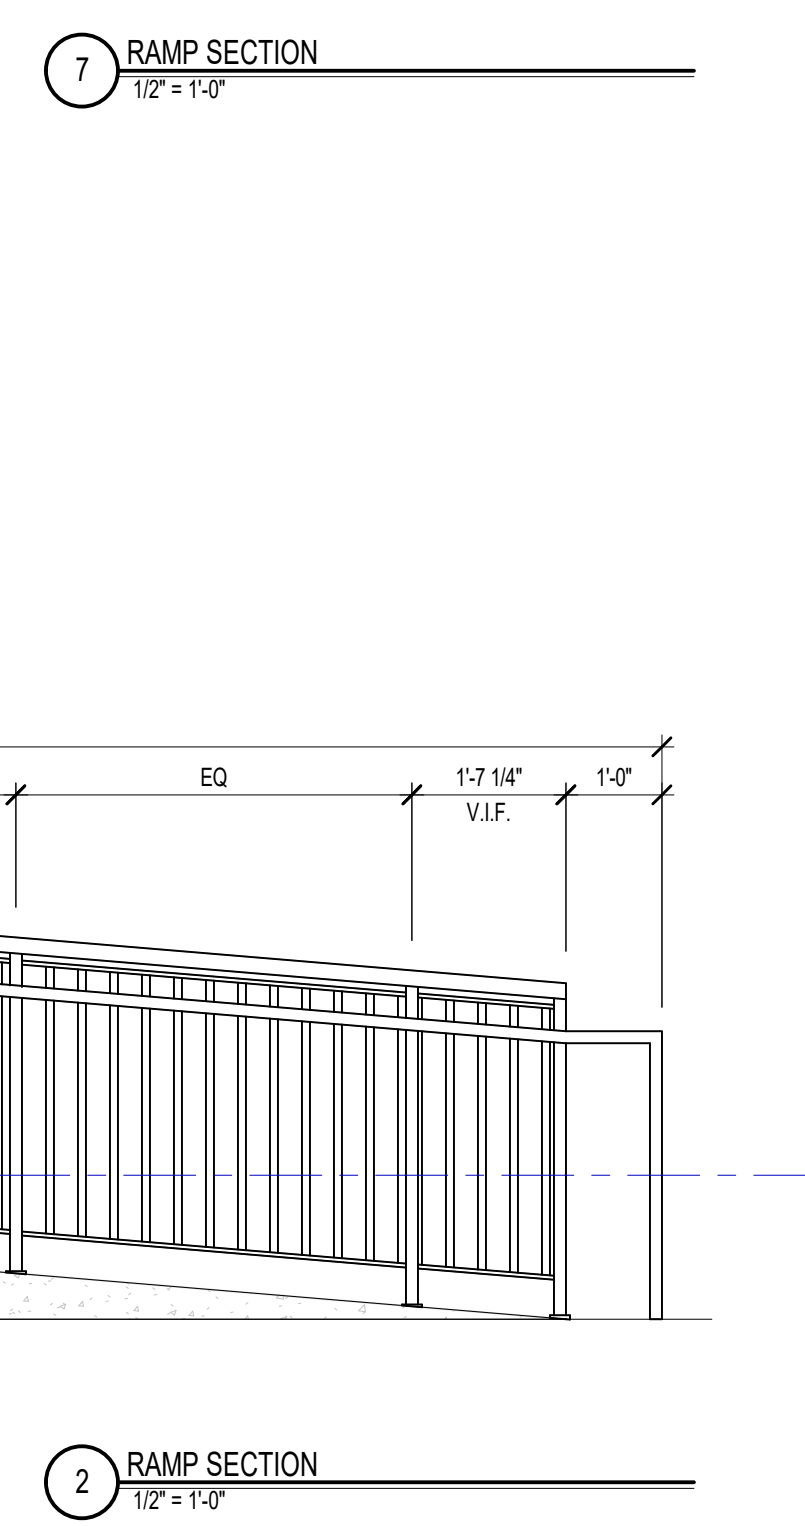 7
RAMP SECTION
1/2" = 1'-0"
EQ
1'-7 1/4"
1'-0"
V.I.F.
2
RAMP SECTION
1/2" = 1'-0"